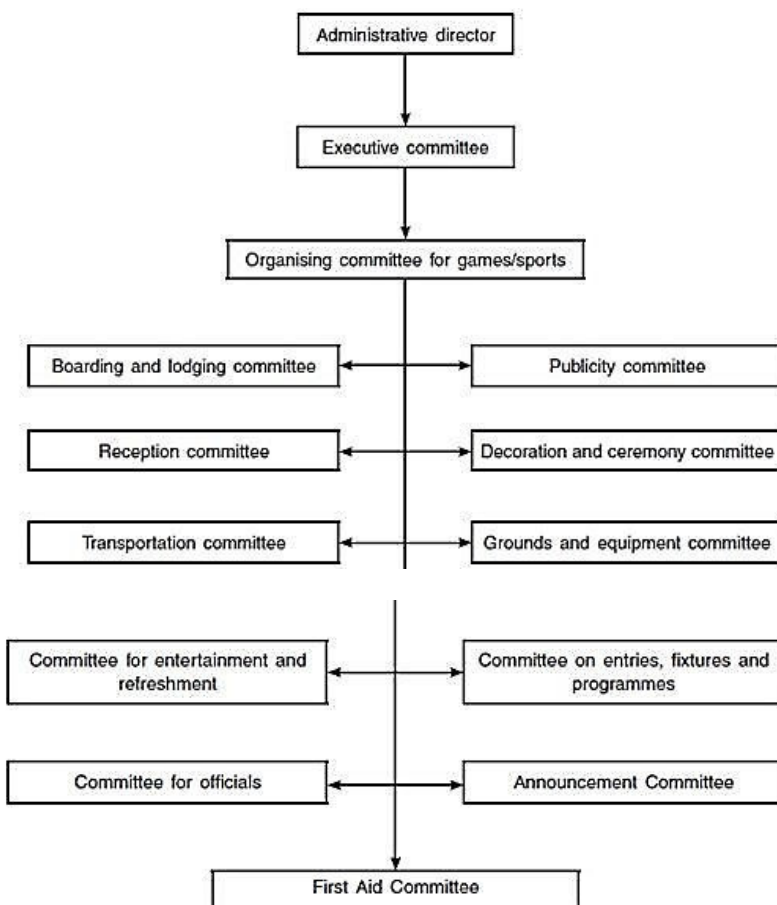 Administrative director
Executive committee
Organising committee for games/sports
Boarding and lodging committee
Publicity committee
Reception committee
Decoration and ceremony committee
Transportation committee
Grounds and equipment committee
Committee for entertainment and
refreshment
Committee on entries, fixtures and
programmes
Committee for officials
Announcement Committee
First Aid Committee